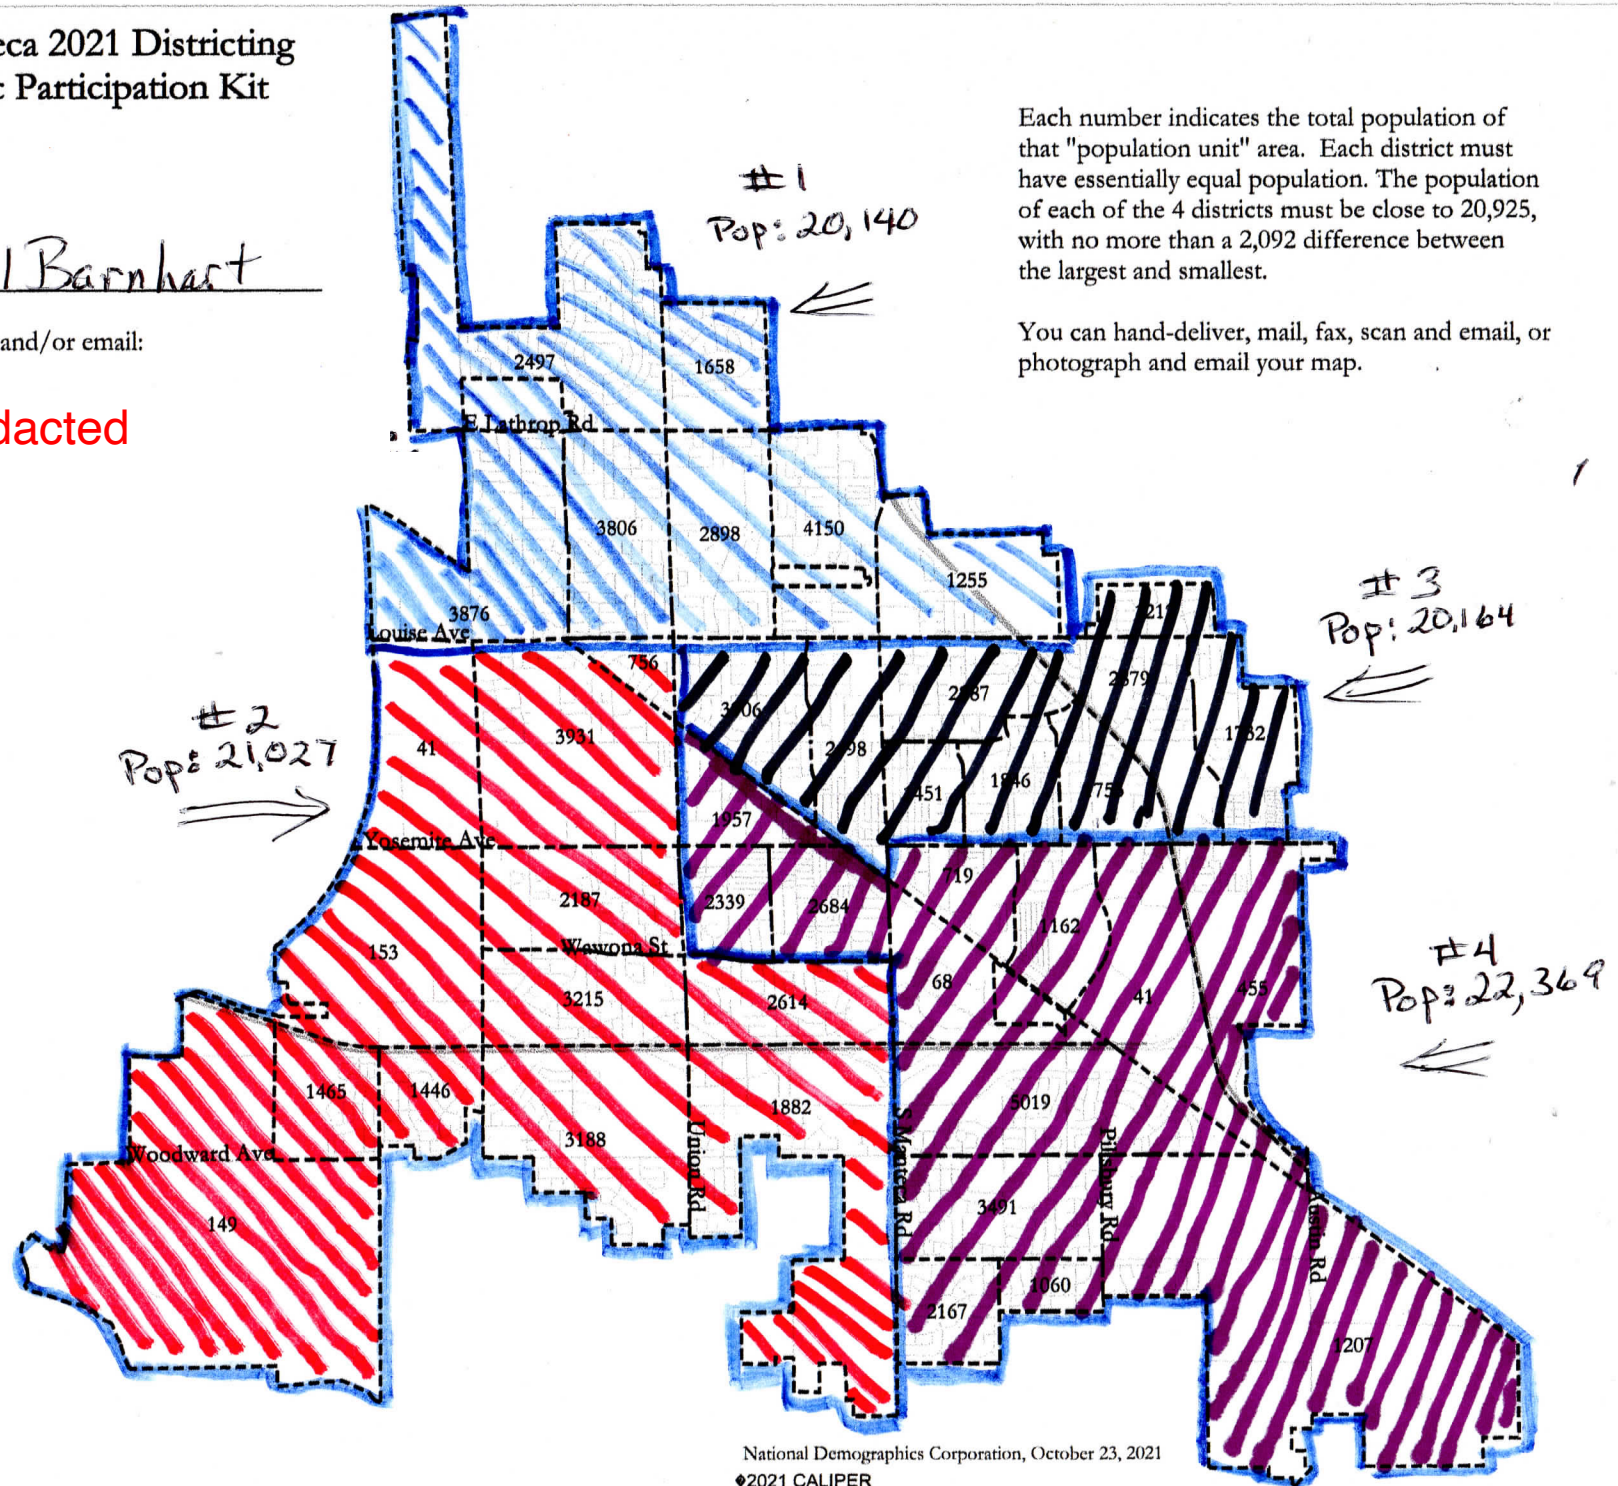 eca 2021 Districting
c Participation Kit
l Barnhart
and/or email:
dacted
#1
Pop: 20,140
Each number indicates the total population of
that "population unit" area. Each district must
have essentially equal population. The population
of each of the 4 districts must be close to 20,925,
with no more than a 2,092 difference between
the largest and smallest.
You can hand-deliver, mail, fax, scan and email, or
photograph and email your map.
2497
1658
E Lathrop Rd
3806
2898
4150
1255
3876
Louise Ave
#3
Pop: 20,164
756
2879
#2
Pop: 21,027
41
3931
1846
1957
Yosemite Ave
2187
2339
2684
719
1162
153
Wawona St
3215
2614
68
41
455
#4
Pop: 22,369
1465
1446
1882
5019
3188
Woodward Ave
Union Rd
S Manteca Rd
Pillsbury Rd
Austin Rd
149
3491
2167
1060
1207
National Demographics Corporation, October 23, 2021
�2021 CALIPER